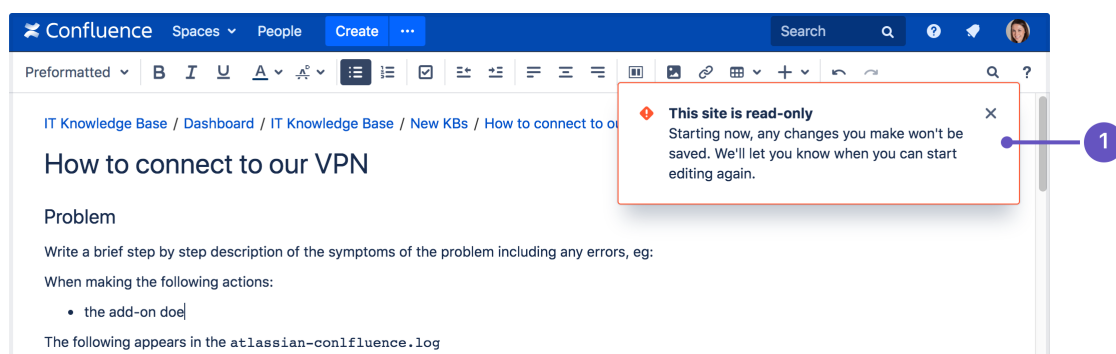 Confluence Spaces People Create ··· Search ?
Preformatted B I U A A ?
IT Knowledge Base / Dashboard / IT Knowledge Base / New KBs / How to connect to ou
This site is read-only
Starting now, any changes you make won't be
saved. We'll let you know when you can start
editing again.
1
How to connect to our VPN
Problem
Write a brief step by step description of the symptoms of the problem including any errors, eg:
When making the following actions:
• the add-on doe
The following appears in the atlassian-conlfluence.log